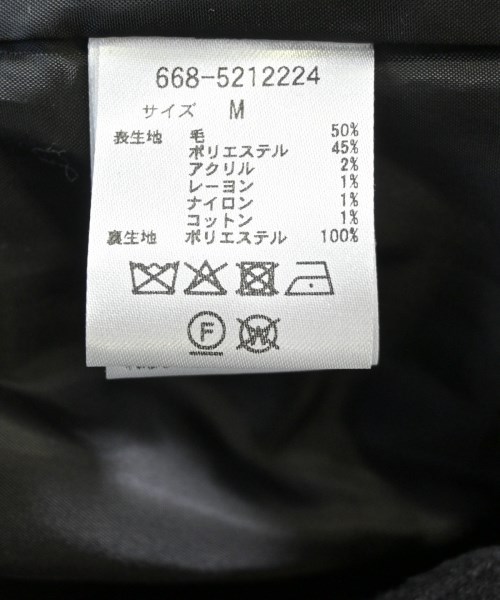 668-5212224
サイズ M
表生地 毛 50%
ポリエステル 45%
アクリル 2%
レーヨン 1%
ナイロン 1%
コットン 1%
裏生地 ポリエステル 100%
F W